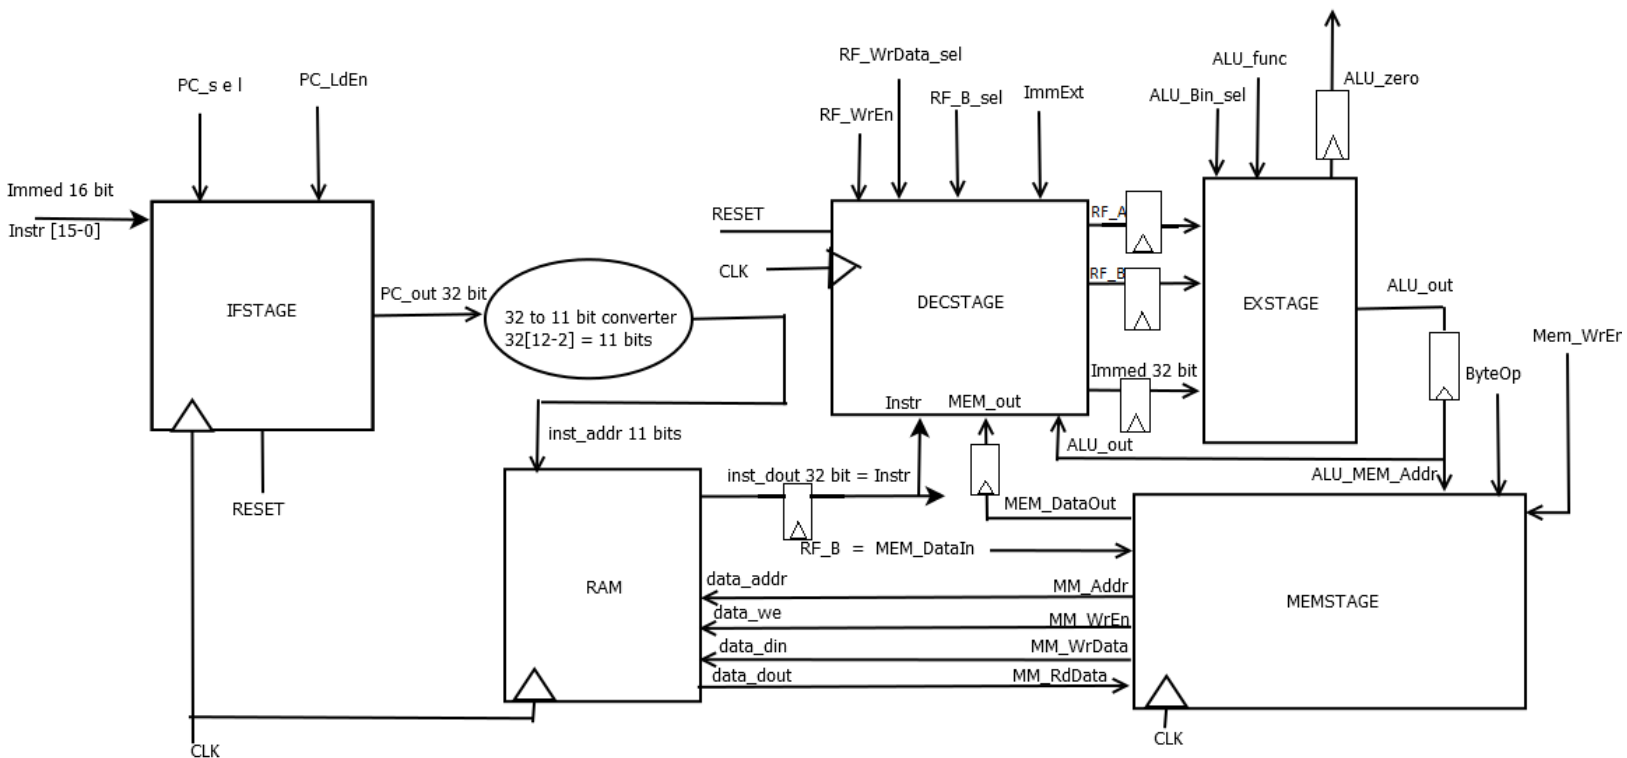 PC_s e l
PC_LdEn
Immed 16 bit
Instr [15-0]
IFSTAGE
RESET
CLK
PC_out 32 bit
32 to 11 bit converter
32[12-2] = 11 bits
inst_addr 11 bits
RAM
inst_dout 32 bit = Instr
RF_B = MEM_DataIn
data_addr
data_we
data_din
data_dout
MM_Addr
MM_WrEn
MM_WrData
MM_RdData
RF_WrData_sel
RF_WrEn
RF_B_sel
ImmExt
RESET
CLK
DECSTAGE
Instr
MEM_out
RF_A
RF_B
Immed 32 bit
ALU_out
MEM_DataOut
ALU_func
ALU_Bin_sel
ALU_zero
EXSTAGE
ALU_out
Mem_WrEr
ByteOp
ALU_MEM_Addr
MEMSTAGE
CLK